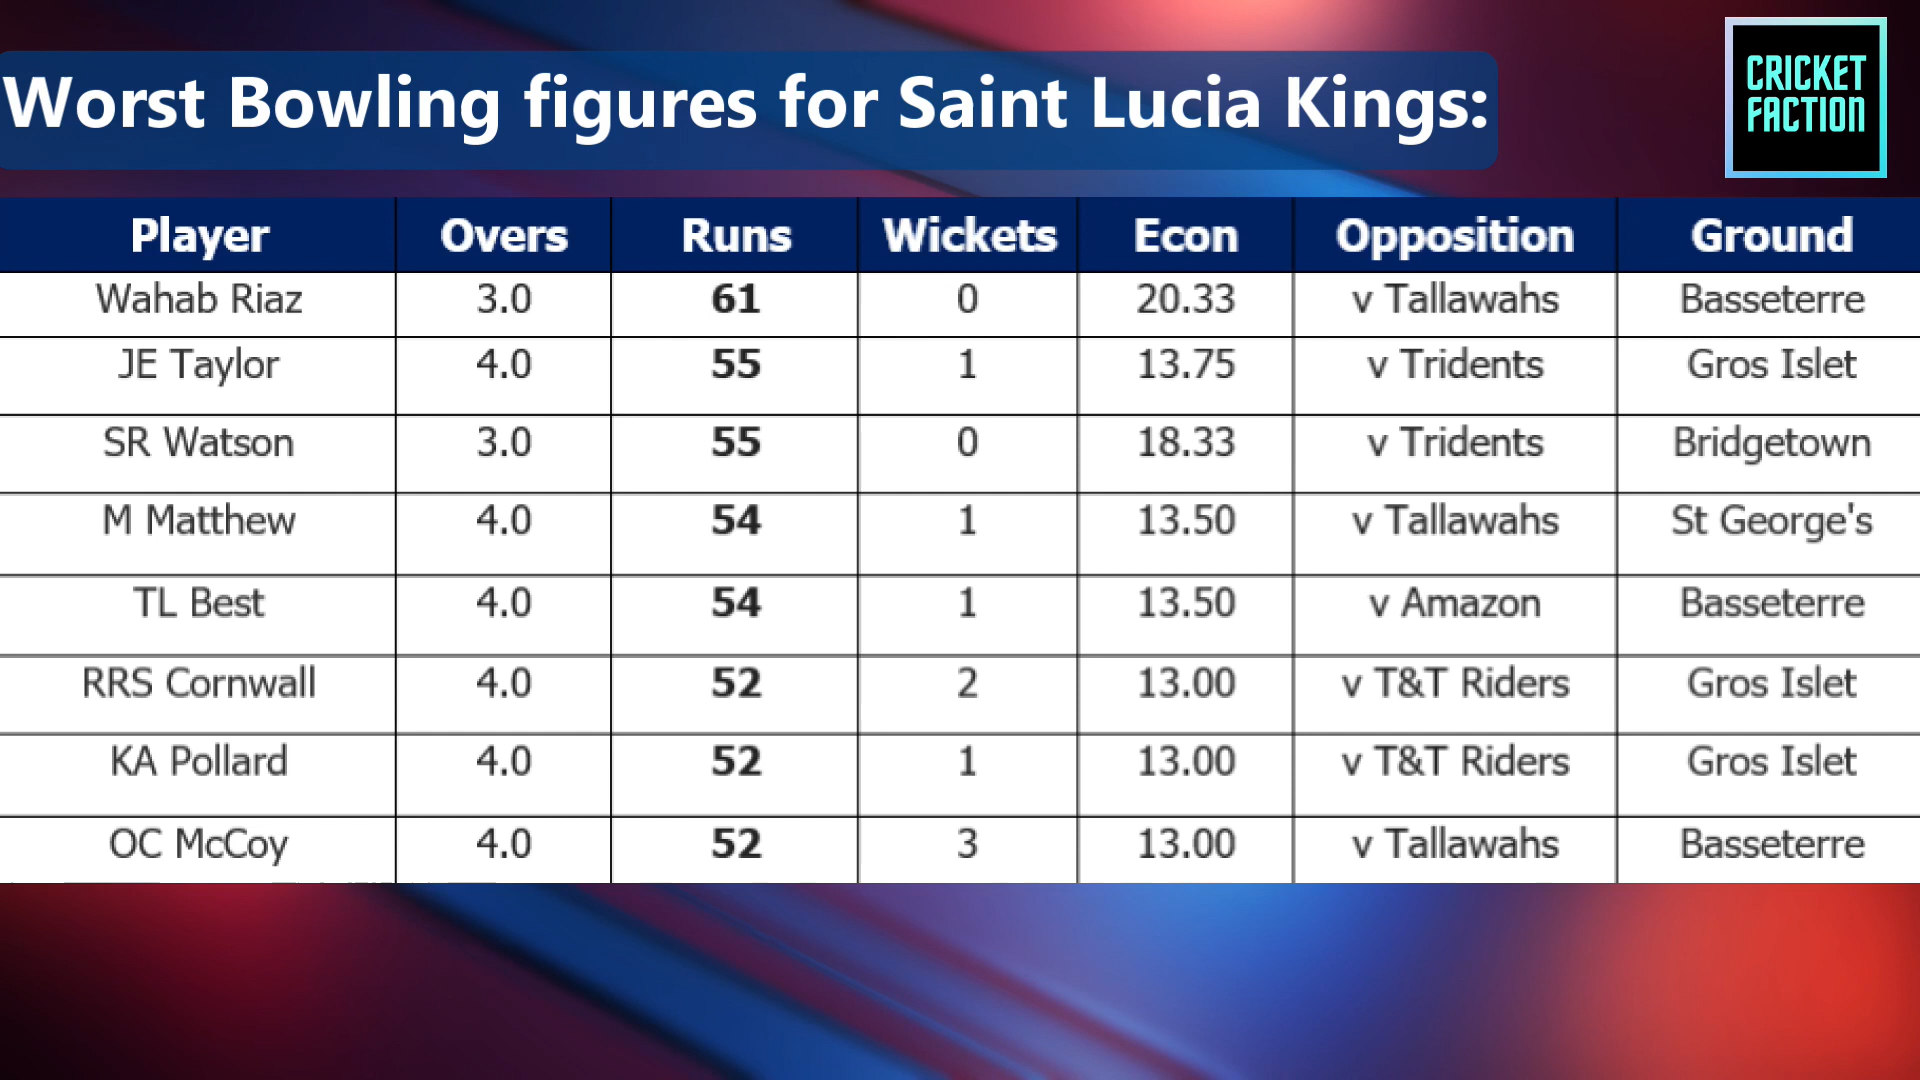 Worst Bowling figures for Saint Lucia Kings:
CRICKET
FACTION
Player Overs Runs Wickets Econ Opposition Ground
Wahab Riaz 3.0 61 0 20.33 v Tallawahs Basseterre
JE Taylor 4.0 55 1 13.75 v Tridents Gros Islet
SR Watson 3.0 55 0 18.33 v Tridents Bridgetown
M Matthew 4.0 54 1 13.50 v Tallawahs St George's
TL Best 4.0 54 1 13.50 v Amazon Basseterre
RRS Cornwall 4.0 52 2 13.00 v T&T Riders Gros Islet
KA Pollard 4.0 52 1 13.00 v T&T Riders Gros Islet
OC McCoy 4.0 52 3 13.00 v Tallawahs Basseterre